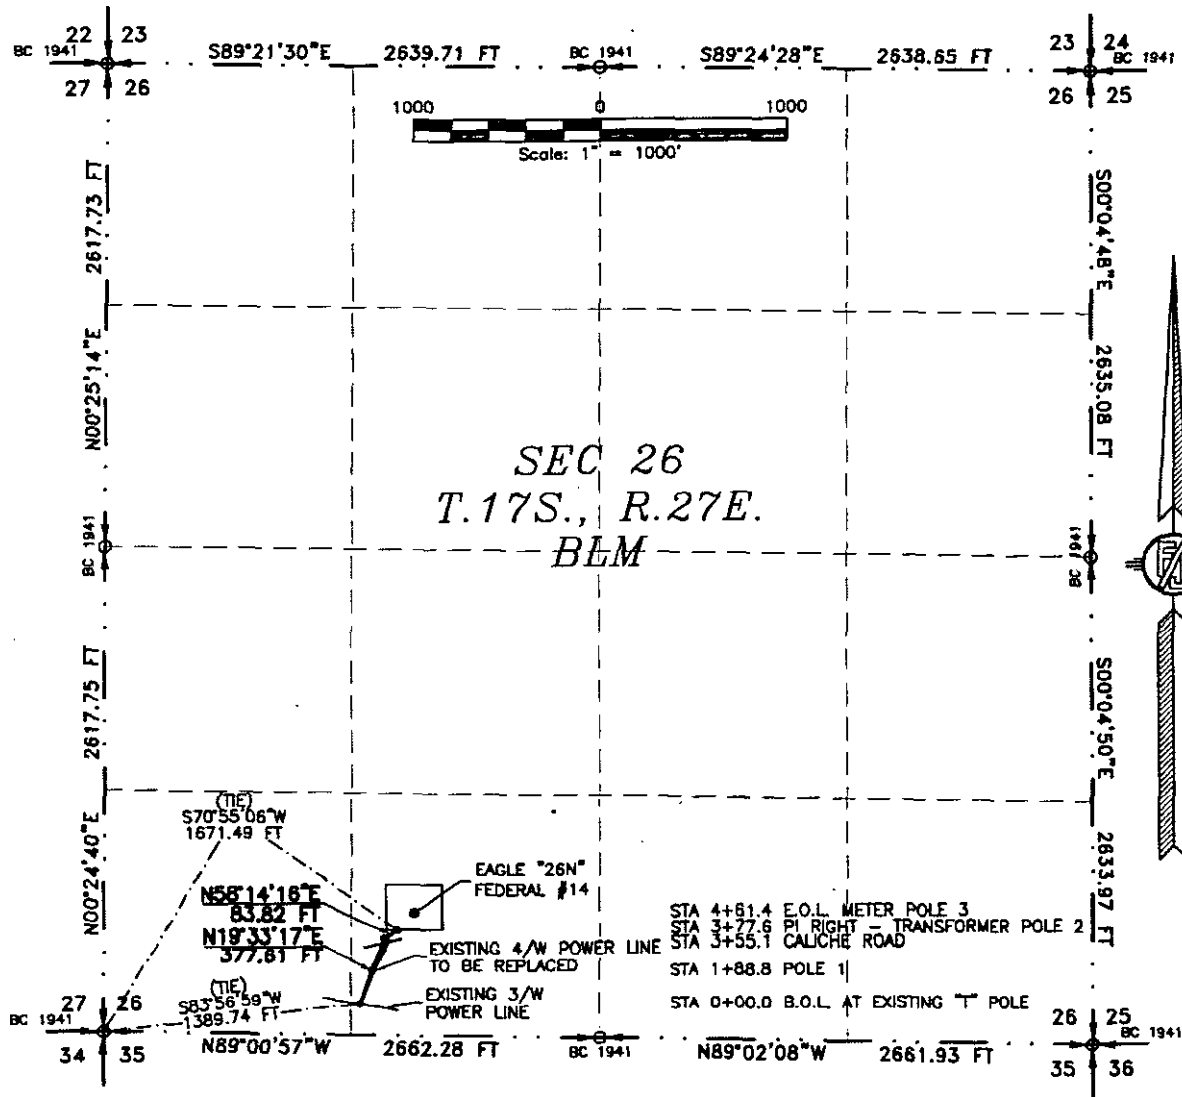 22 23
BC 1941
27 26
S89°21'30"E 2639.71 FT
BC 1941
S89°24'28"E 2638.65 FT
23 24
BC 1941
26 25
1000 0 1000
Scale: 1" = 1000'
2617.73 FT
N00°25'14"E
S00°04'48"E
2635.08 FT
SEC 26
T.17S., R.27E.
BLM
BC 1941
BC 1941
2617.75 FT
N00°24'40"E
S00°04'50"E
2633.97 FT
(TIE)
S70°55'06"W
1671.49 FT
EAGLE "26N"
FEDERAL #14
N58°14'16"E
83.82 FT
N19°33'17"E
377.61 FT
EXISTING 4/W POWER LINE
TO BE REPLACED
EXISTING 3/W
POWER LINE
(TIE)
S83°56'59"W
1389.74 FT
STA 4+61.4 E.O.L. METER POLE 3
STA 3+77.6 PI RIGHT - TRANSFORMER POLE 2
STA 3+55.1 CALICHE ROAD
STA 1+88.8 POLE 1
STA 0+00.0 B.O.L. AT EXISTING "T" POLE
27 26
BC 1941
34 35
N89°00'57"W 2662.28 FT
BC 1941
N89°02'08"W 2661.93 FT
26 25
BC 1941
35 36